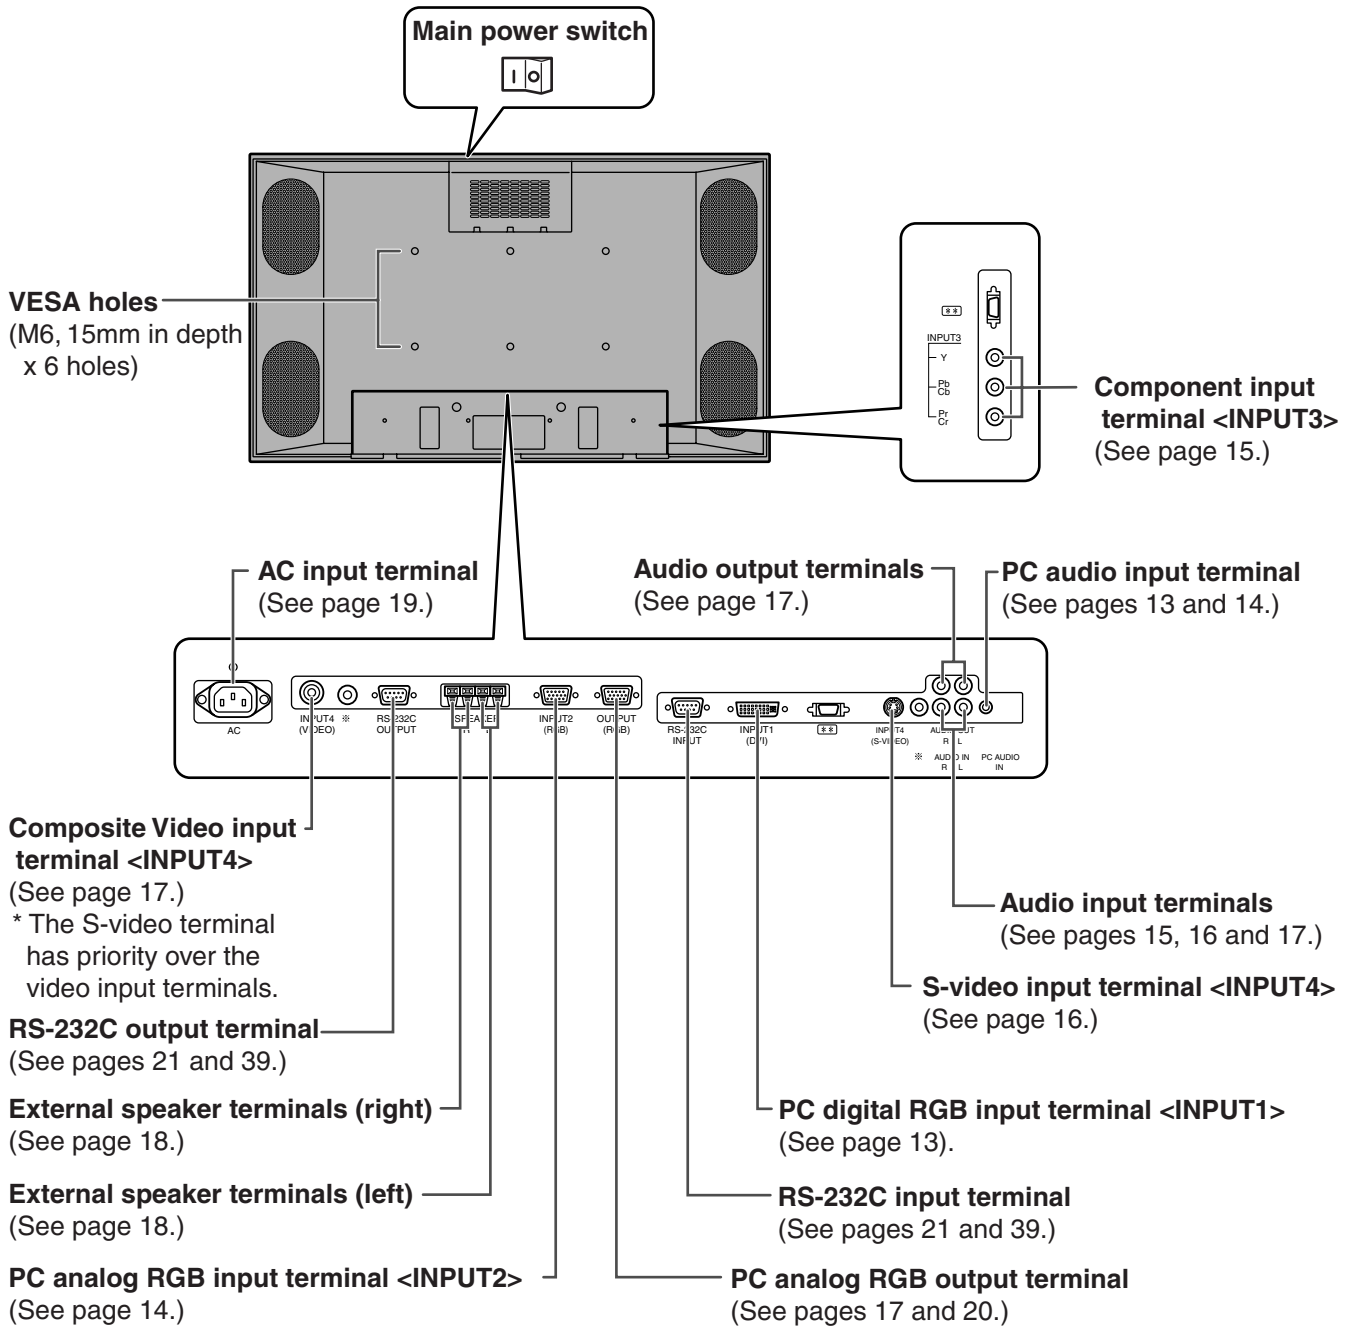 Main power switch
VESA holes
(M6, 15mm in depth
x 6 holes)
**
INPUT3
Y
Pb
Cb
Pr
Cr
Component input
terminal <INPUT3>
(See page 15.)
AC input terminal
(See page 19.)
Audio output terminals
(See page 17.)
PC audio input terminal
(See pages 13 and 14.)
AC
INPUT4 ※
(VIDEO)
RS-232C
OUTPUT
SPEAKER
R L
INPUT2
(RGB)
OUTPUT
(RGB)
RS-232C
INPUT
INPUT1
(DVI)
**
INPUT4
(S-VIDEO)
※
AUDIO OUT
R L
AUDIO IN
R L
PC AUDIO
IN
Composite Video input
terminal <INPUT4>
(See page 17.)
* The S-video terminal
has priority over the
video input terminals.
RS-232C output terminal
(See pages 21 and 39.)
External speaker terminals (right)
(See page 18.)
External speaker terminals (left)
(See page 18.)
PC analog RGB input terminal <INPUT2>
(See page 14.)
Audio input terminals
(See pages 15, 16 and 17.)
S-video input terminal <INPUT4>
(See page 16.)
PC digital RGB input terminal <INPUT1>
(See page 13).
RS-232C input terminal
(See pages 21 and 39.)
PC analog RGB output terminal
(See pages 17 and 20.)